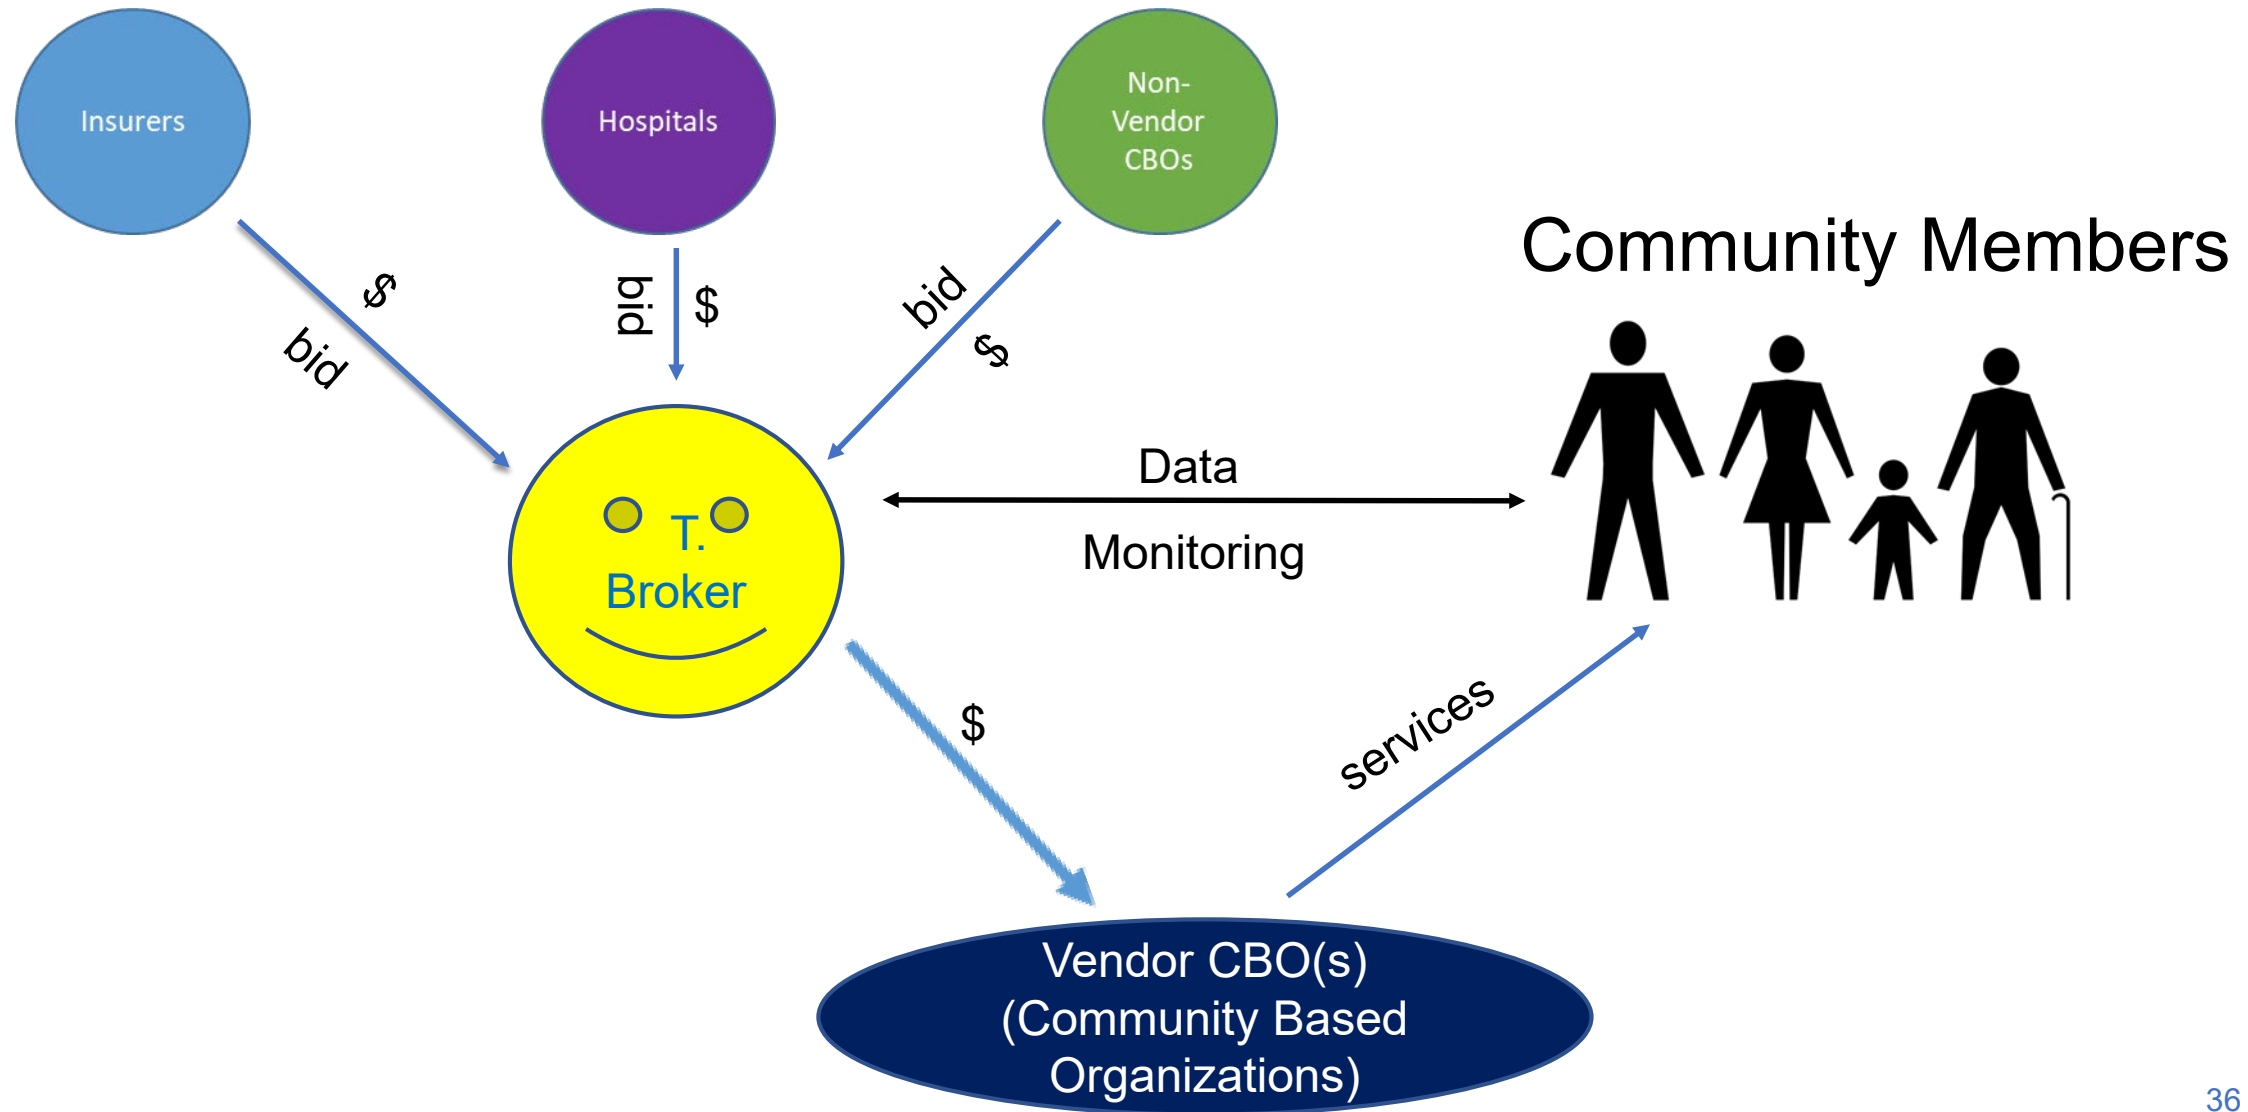 Insurers
Hospitals
Non-
Vendor
CBOs
Community Members
$
bid
bid
$
bid
$
Data
Monitoring
T.
Broker
$
services
Vendor CBO(s)
(Community Based
Organizations)
36